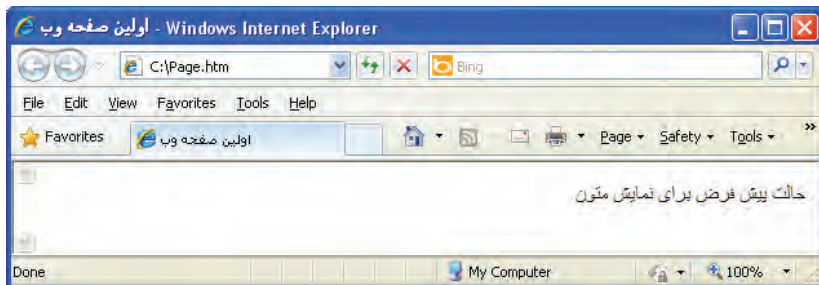 اولین صفحه وب - Windows Internet Explorer
C:\Page.htm Bing
File Edit View Favorites Tools Help
Favorites اولین صفحه وب Page Safety Tools »
حالت پیش فرض برای نمایش متون
Done My Computer 100%